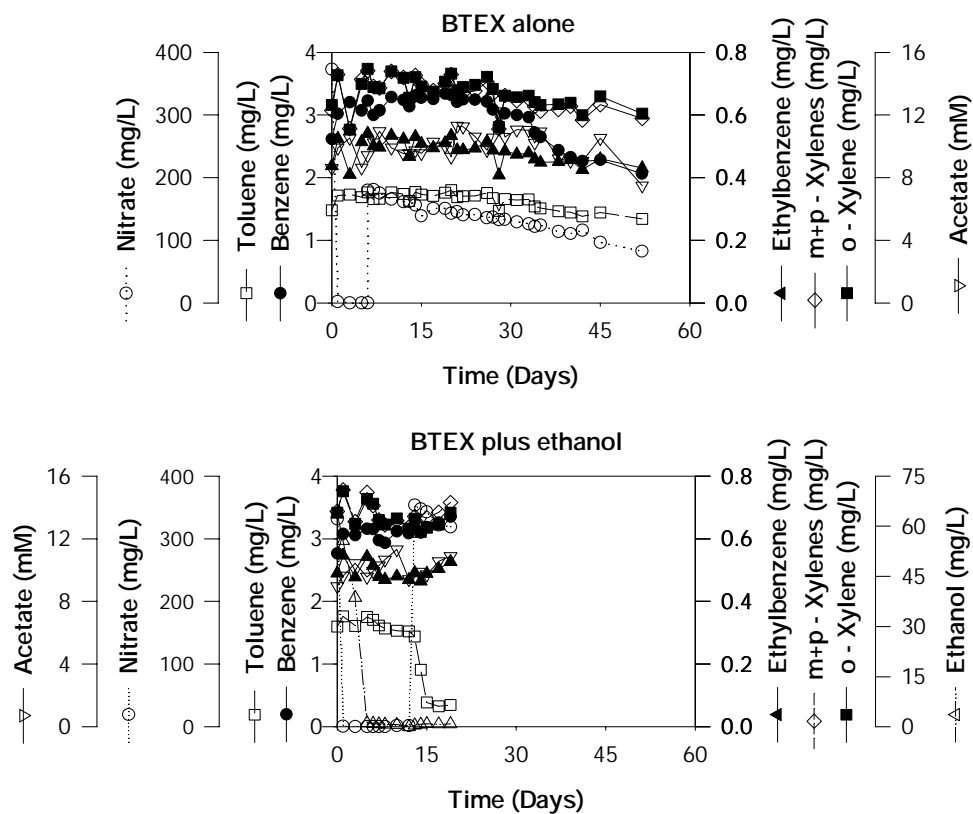 BTEX alone
400
300
200
100
0
Nitrate (mg/L)
Toluene (mg/L)
Benzene (mg/L)
4
3
2
1
0
0.8
0.6
0.4
0.2
0.0
Ethylbenzene (mg/L)
m+p - Xylenes (mg/L)
o - Xylene (mg/L)
16
12
8
4
0
Acetate (mM)
0 15 30 45 60
Time (Days)
BTEX plus ethanol
Acetate (mM)
16
12
8
4
0
Nitrate (mg/L)
400
300
200
100
0
Toluene (mg/L)
Benzene (mg/L)
4
3
2
1
0
0.8
0.6
0.4
0.2
0.0
Ethylbenzene (mg/L)
m+p - Xylenes (mg/L)
o - Xylene (mg/L)
75
60
45
30
15
0
Ethanol (mg/L)
0 15 30 45 60
Time (Days)